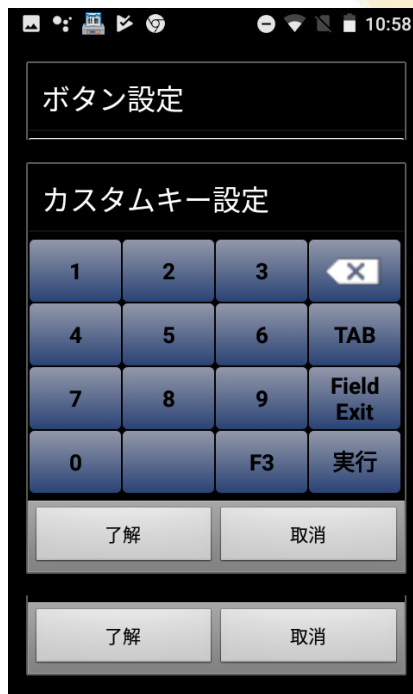 10:58
ボタン設定
カスタムキー設定
1 2 3
4 5 6 TAB
7 8 9 Field Exit
0 F3 実行
了解 取消
了解 取消